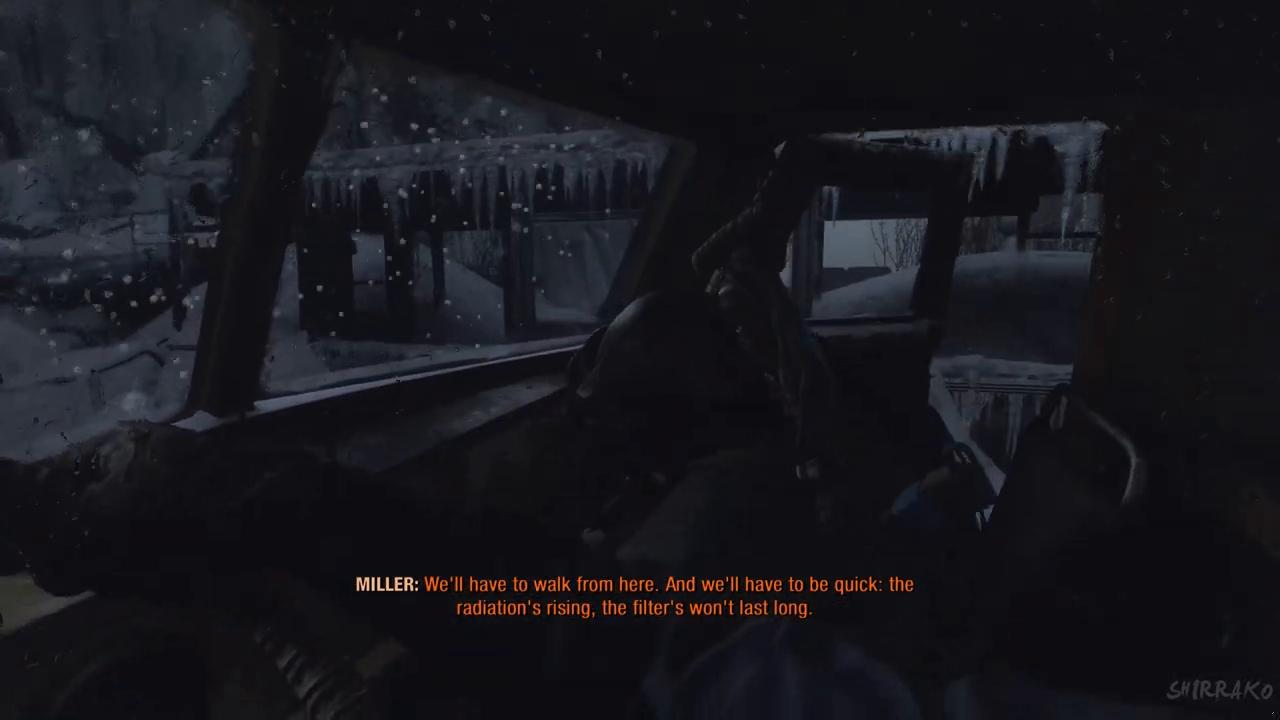 MILLER: We'll have to walk from here. And we'll have to be quick: the
radiation's rising, the filter's won't last long.
SHIRRAKO